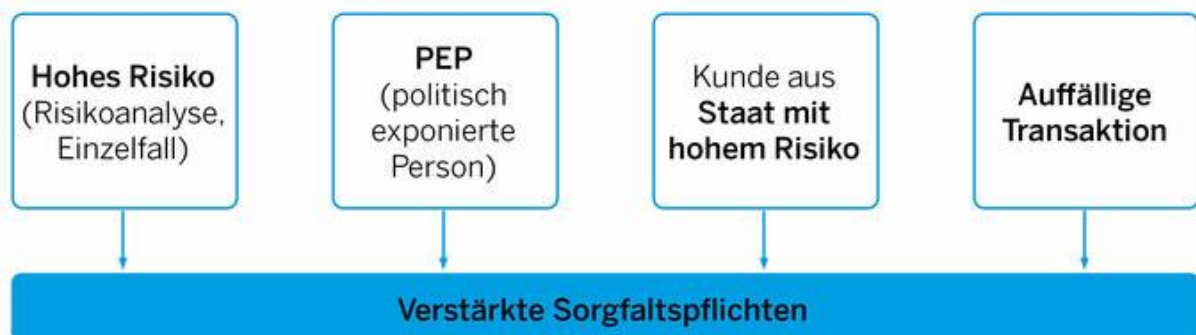 Hohes Risiko
(Risikoanalyse,
Einzelfall)
PEP
(politisch
exponierte
Person)
Kunde aus
Staat mit
hohem Risiko
Auffällige
Transaktion
Verstärkte Sorgfaltspflichten